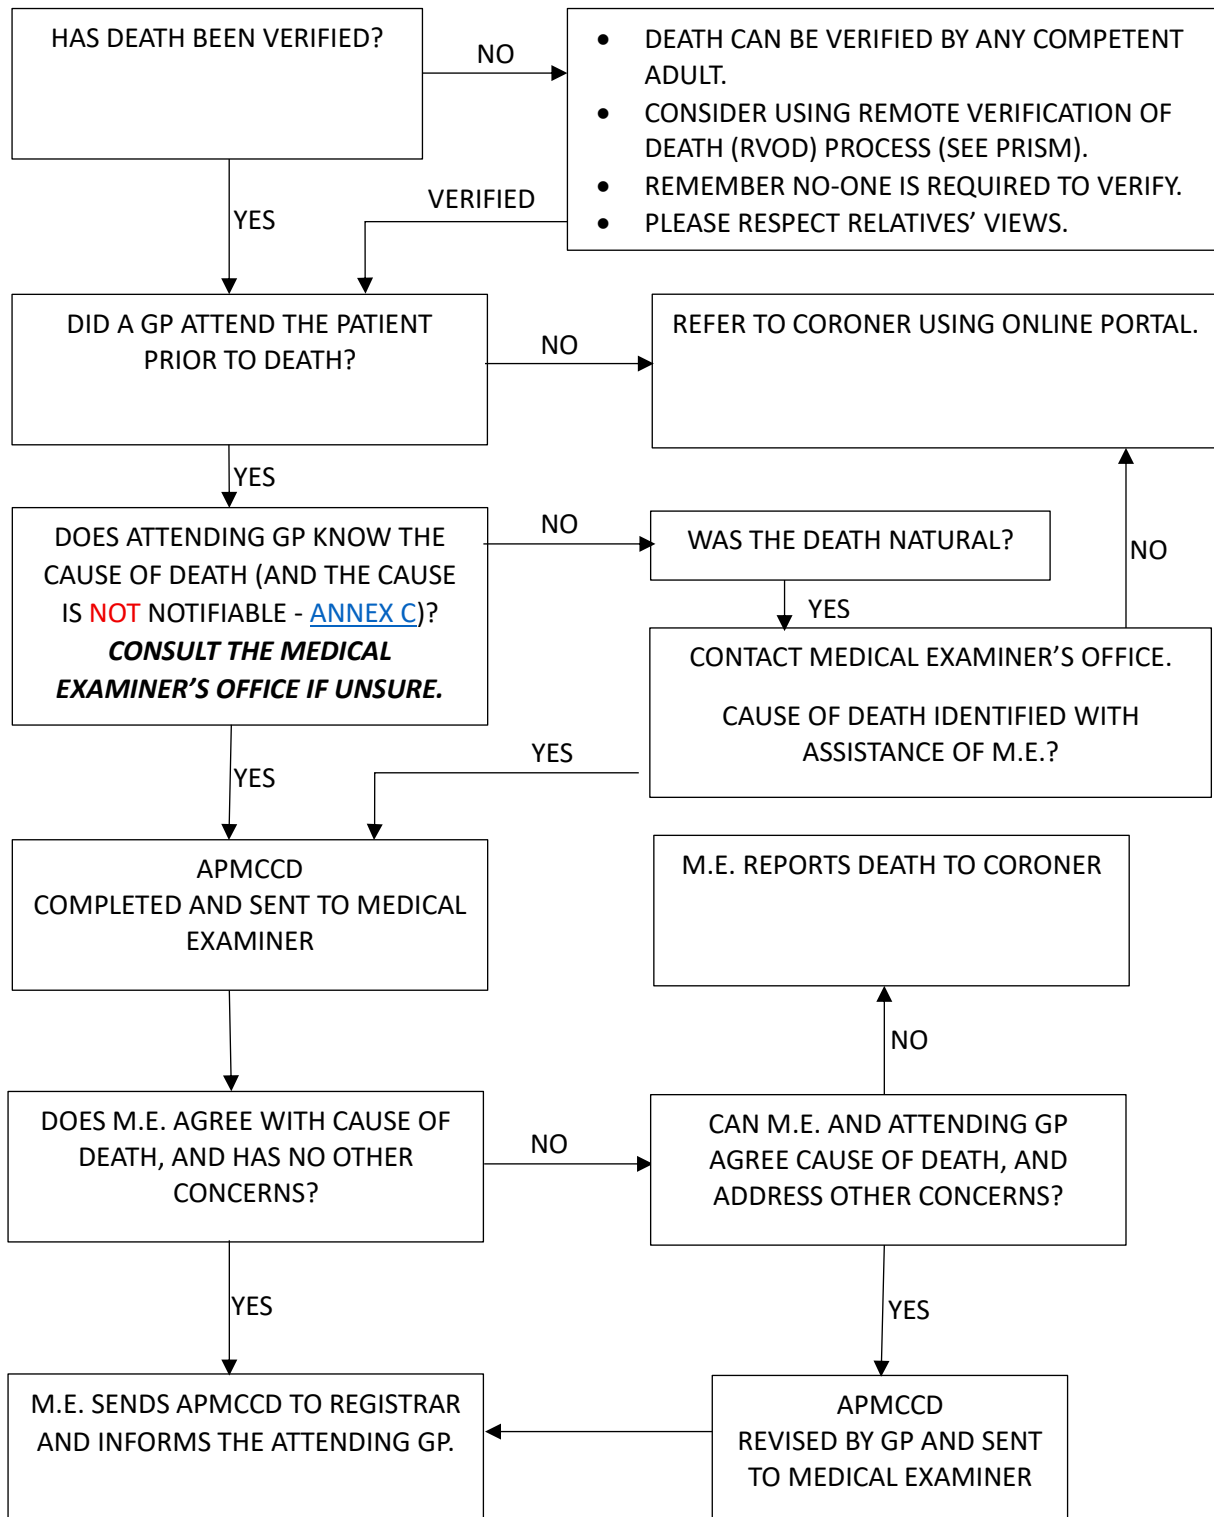 HAS DEATH BEEN VERIFIED?
NO
• DEATH CAN BE VERIFIED BY ANY COMPETENT
ADULT.
• CONSIDER USING REMOTE VERIFICATION OF
DEATH (RVOD) PROCESS (SEE PRISM).
• REMEMBER NO-ONE IS REQUIRED TO VERIFY.
• PLEASE RESPECT RELATIVES’ VIEWS.
YES
VERIFIED
DID A GP ATTEND THE PATIENT
PRIOR TO DEATH?
NO
REFER TO CORONER USING ONLINE PORTAL.
YES
DOES ATTENDING GP KNOW THE
CAUSE OF DEATH (AND THE CAUSE
IS NOT NOTIFIABLE - ANNEX C)?
CONSULT THE MEDICAL
EXAMINER’S OFFICE IF UNSURE.
NO
WAS THE DEATH NATURAL?
NO
YES
CONTACT MEDICAL EXAMINER’S OFFICE.
CAUSE OF DEATH IDENTIFIED WITH
ASSISTANCE OF M.E.?
YES
YES
APMCCD
COMPLETED AND SENT TO MEDICAL
EXAMINER
M.E. REPORTS DEATH TO CORONER
NO
DOES M.E. AGREE WITH CAUSE OF
DEATH, AND HAS NO OTHER
CONCERNS?
NO
CAN M.E. AND ATTENDING GP
AGREE CAUSE OF DEATH, AND
ADDRESS OTHER CONCERNS?
YES
YES
M.E. SENDS APMCCD TO REGISTRAR
AND INFORMS THE ATTENDING GP.
APMCCD
REVISED BY GP AND SENT
TO MEDICAL EXAMINER